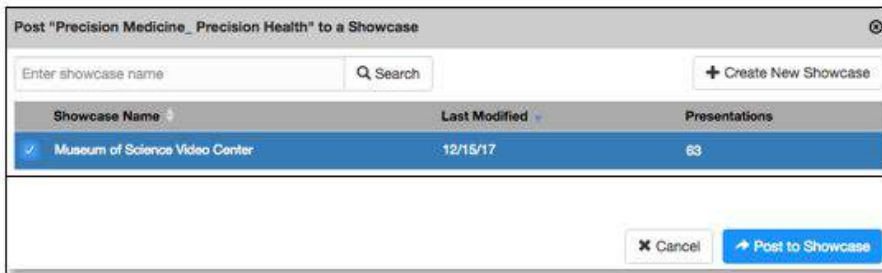 Post "Precision Medicine_ Precision Health" to a Showcase
Enter showcase name Search + Create New Showcase
Showcase Name Last Modified Presentations
Museum of Science Video Center 12/15/17 63
Cancel Post to Showcase